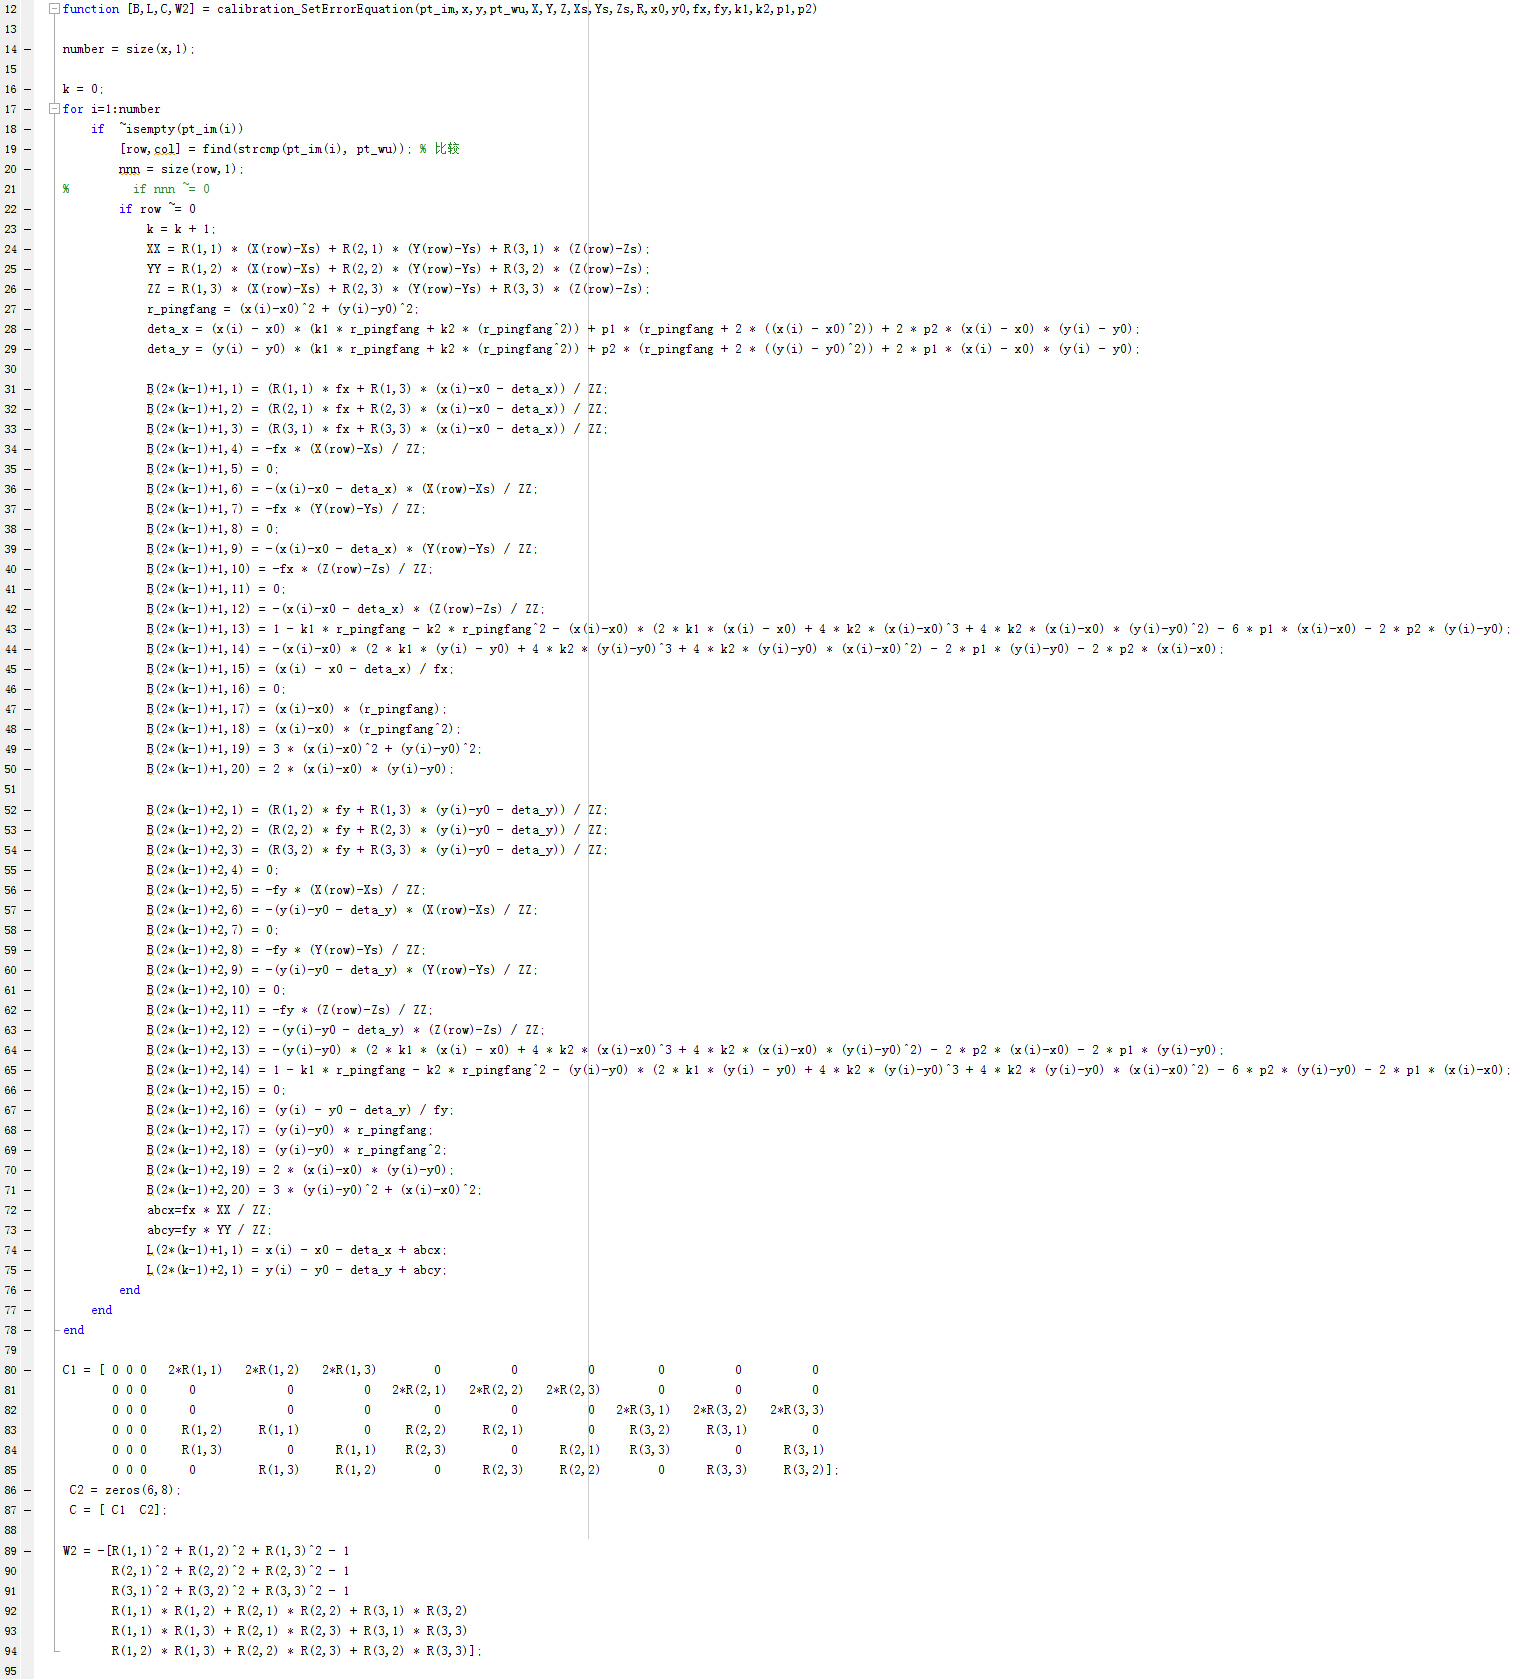 12 function [B,L,C,W2] = calibration_SetErrorEquation(pt_im,x,y,pt_wu,X,Y,Z,Xs,Ys,Zs,R,x0,y0,fx,fy,k1,k2,p1,p2)
13
14 – number = size(x,1);
15
16 – k = 0;
17 – for i=1:number
18 – if ~isempty(pt_im(i))
19 – [row,col] = find(strcmp(pt_im(i), pt_wu)); % 比较
20 – nnn = size(row,1);
21 % if nnn ~= 0
22 – if row ~= 0
23 – k = k + 1;
24 – XX = R(1,1) * (X(row)-Xs) + R(2,1) * (Y(row)-Ys) + R(3,1) * (Z(row)-Zs);
25 – YY = R(1,2) * (X(row)-Xs) + R(2,2) * (Y(row)-Ys) + R(3,2) * (Z(row)-Zs);
26 – ZZ = R(1,3) * (X(row)-Xs) + R(2,3) * (Y(row)-Ys) + R(3,3) * (Z(row)-Zs);
27 – r_pingfang = (x(i)-x0)^2 + (y(i)-y0)^2;
28 – deta_x = (x(i) - x0) * (k1 * r_pingfang + k2 * (r_pingfang^2)) + p1 * (r_pingfang + 2 * ((x(i) - x0)^2)) + 2 * p2 * (x(i) - x0) * (y(i) - y0);
29 – deta_y = (y(i) - y0) * (k1 * r_pingfang + k2 * (r_pingfang^2)) + p2 * (r_pingfang + 2 * ((y(i) - y0)^2)) + 2 * p1 * (x(i) - x0) * (y(i) - y0);
30
31 – B(2*(k-1)+1,1) = (R(1,1) * fx + R(1,3) * (x(i)-x0 - deta_x)) / ZZ;
32 – B(2*(k-1)+1,2) = (R(2,1) * fx + R(2,3) * (x(i)-x0 - deta_x)) / ZZ;
33 – B(2*(k-1)+1,3) = (R(3,1) * fx + R(3,3) * (x(i)-x0 - deta_x)) / ZZ;
34 – B(2*(k-1)+1,4) = -fx * (X(row)-Xs) / ZZ;
35 – B(2*(k-1)+1,5) = 0;
36 – B(2*(k-1)+1,6) = -(x(i)-x0 - deta_x) * (X(row)-Xs) / ZZ;
37 – B(2*(k-1)+1,7) = -fx * (Y(row)-Ys) / ZZ;
38 – B(2*(k-1)+1,8) = 0;
39 – B(2*(k-1)+1,9) = -(x(i)-x0 - deta_x) * (Y(row)-Ys) / ZZ;
40 – B(2*(k-1)+1,10) = -fx * (Z(row)-Zs) / ZZ;
41 – B(2*(k-1)+1,11) = 0;
42 – B(2*(k-1)+1,12) = -(x(i)-x0 - deta_x) * (Z(row)-Zs) / ZZ;
43 – B(2*(k-1)+1,13) = 1 - k1 * r_pingfang - k2 * r_pingfang^2 - (x(i)-x0) * (2 * k1 * (x(i) - x0) + 4 * k2 * (x(i)-x0)^3 + 4 * k2 * (x(i)-x0) * (y(i)-y0)^2) - 6 * p1 * (x(i)-x0) - 2 * p2 * (y(i)-y0);
44 – B(2*(k-1)+1,14) = -(x(i)-x0) * (2 * k1 * (y(i) - y0) + 4 * k2 * (y(i)-y0)^3 + 4 * k2 * (y(i)-y0) * (x(i)-x0)^2) - 2 * p1 * (y(i)-y0) - 2 * p2 * (x(i)-x0);
45 – B(2*(k-1)+1,15) = (x(i) - x0 - deta_x) / fx;
46 – B(2*(k-1)+1,16) = 0;
47 – B(2*(k-1)+1,17) = (x(i)-x0) * (r_pingfang);
48 – B(2*(k-1)+1,18) = (x(i)-x0) * (r_pingfang^2);
49 – B(2*(k-1)+1,19) = 3 * (x(i)-x0)^2 + (y(i)-y0)^2;
50 – B(2*(k-1)+1,20) = 2 * (x(i)-x0) * (y(i)-y0);
51
52 – B(2*(k-1)+2,1) = (R(1,2) * fy + R(1,3) * (y(i)-y0 - deta_y)) / ZZ;
53 – B(2*(k-1)+2,2) = (R(2,2) * fy + R(2,3) * (y(i)-y0 - deta_y)) / ZZ;
54 – B(2*(k-1)+2,3) = (R(3,2) * fy + R(3,3) * (y(i)-y0 - deta_y)) / ZZ;
55 – B(2*(k-1)+2,4) = 0;
56 – B(2*(k-1)+2,5) = -fy * (X(row)-Xs) / ZZ;
57 – B(2*(k-1)+2,6) = -(y(i)-y0 - deta_y) * (X(row)-Xs) / ZZ;
58 – B(2*(k-1)+2,7) = 0;
59 – B(2*(k-1)+2,8) = -fy * (Y(row)-Ys) / ZZ;
60 – B(2*(k-1)+2,9) = -(y(i)-y0 - deta_y) * (Y(row)-Ys) / ZZ;
61 – B(2*(k-1)+2,10) = 0;
62 – B(2*(k-1)+2,11) = -fy * (Z(row)-Zs) / ZZ;
63 – B(2*(k-1)+2,12) = -(y(i)-y0 - deta_y) * (Z(row)-Zs) / ZZ;
64 – B(2*(k-1)+2,13) = -(y(i)-y0) * (2 * k1 * (x(i) - x0) + 4 * k2 * (x(i)-x0)^3 + 4 * k2 * (x(i)-x0) * (y(i)-y0)^2) - 2 * p2 * (x(i)-x0) - 2 * p1 * (y(i)-y0);
65 – B(2*(k-1)+2,14) = 1 - k1 * r_pingfang - k2 * r_pingfang^2 - (y(i)-y0) * (2 * k1 * (y(i) - y0) + 4 * k2 * (y(i)-y0)^3 + 4 * k2 * (y(i)-y0) * (x(i)-x0)^2) - 6 * p2 * (y(i)-y0) - 2 * p1 * (x(i)-x0);
66 – B(2*(k-1)+2,15) = 0;
67 – B(2*(k-1)+2,16) = (y(i) - y0 - deta_y) / fy;
68 – B(2*(k-1)+2,17) = (y(i)-y0) * r_pingfang;
69 – B(2*(k-1)+2,18) = (y(i)-y0) * r_pingfang^2;
70 – B(2*(k-1)+2,19) = 2 * (x(i)-x0) * (y(i)-y0);
71 – B(2*(k-1)+2,20) = 3 * (y(i)-y0)^2 + (x(i)-x0)^2;
72 – abcx=fx * XX / ZZ;
73 – abcy=fy * YY / ZZ;
74 – L(2*(k-1)+1,1) = x(i) - x0 - deta_x + abcx;
75 – L(2*(k-1)+2,1) = y(i) - y0 - deta_y + abcy;
76 – end
77 – end
78 – end
79
80 – C1 = [ 0 0 0 2*R(1,1) 2*R(1,2) 2*R(1,3) 0 0 0 0 0 0
81 0 0 0 0 0 0 2*R(2,1) 2*R(2,2) 2*R(2,3) 0 0 0
82 0 0 0 0 0 0 0 0 0 2*R(3,1) 2*R(3,2) 2*R(3,3)
83 0 0 0 R(1,2) R(1,1) 0 R(2,2) R(2,1) 0 R(3,2) R(3,1) 0
84 0 0 0 R(1,3) 0 R(1,1) R(2,3) 0 R(2,1) R(3,3) 0 R(3,1)
85 0 0 0 0 R(1,3) R(1,2) 0 R(2,3) R(2,2) 0 R(3,3) R(3,2)];
86 – C2 = zeros(6,8);
87 – C = [ C1 C2];
88
89 – W2 = -[R(1,1)^2 + R(1,2)^2 + R(1,3)^2 - 1
90 R(2,1)^2 + R(2,2)^2 + R(2,3)^2 - 1
91 R(3,1)^2 + R(3,2)^2 + R(3,3)^2 - 1
92 R(1,1) * R(1,2) + R(2,1) * R(2,2) + R(3,1) * R(3,2)
93 R(1,1) * R(1,3) + R(2,1) * R(2,3) + R(3,1) * R(3,3)
94 R(1,2) * R(1,3) + R(2,2) * R(2,3) + R(3,2) * R(3,3)];
95